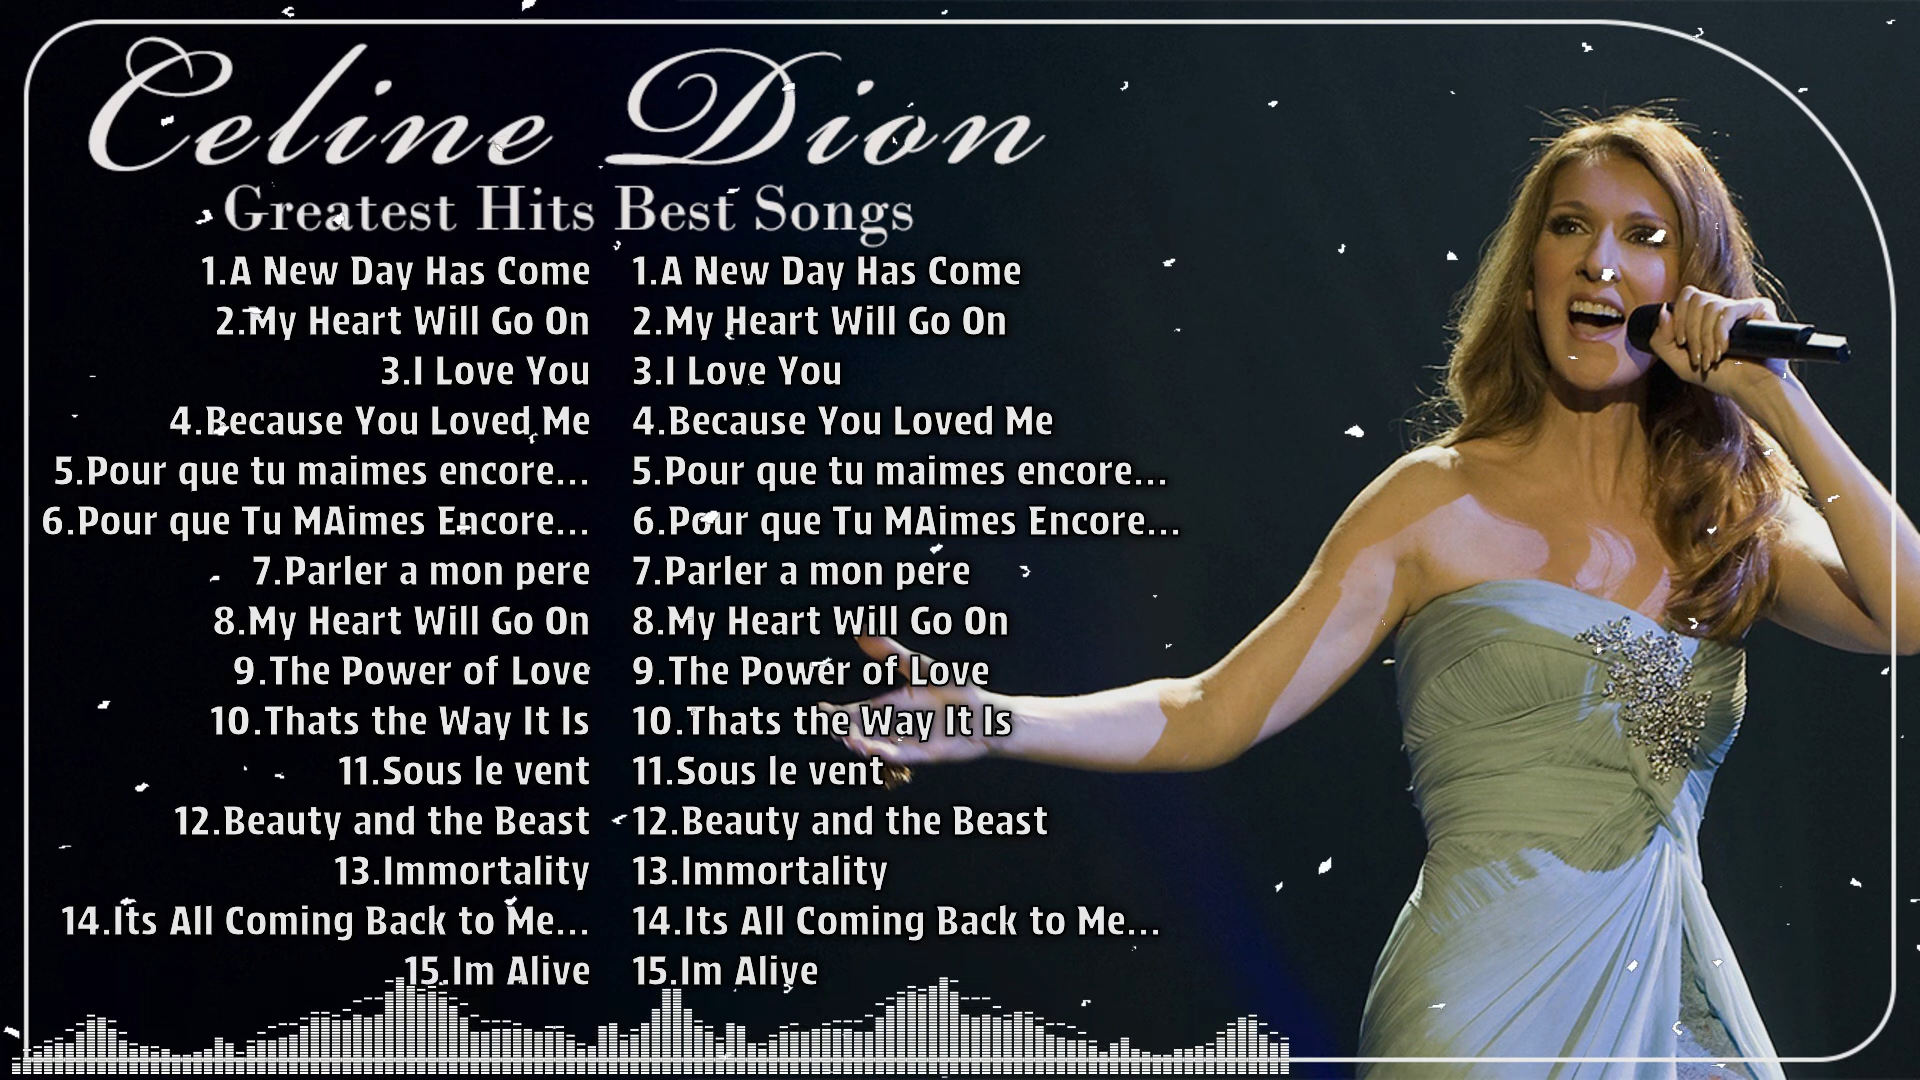 Celine Dion
Greatest Hits Best Songs
1.A New Day Has Come 1.A New Day Has Come
2.My Heart Will Go On 2.My Heart Will Go On
3.I Love You 3.I Love You
4.Because You Loved Me 4.Because You Loved Me
5.Pour que tu maimes encore... 5.Pour que tu maimes encore...
6.Pour que Tu MAimes Encore... 6.Pour que Tu MAimes Encore...
7.Parler a mon pere 7.Parler a mon pere
8.My Heart Will Go On 8.My Heart Will Go On
9.The Power of Love 9.The Power of Love
10.Thats the Way It Is 10.Thats the Way It Is
11.Sous le vent 11.Sous le vent
12.Beauty and the Beast 12.Beauty and the Beast
13.Immortality 13.Immortality
14.Its All Coming Back to Me... 14.Its All Coming Back to Me...
15.Im Alive 15.Im Alive